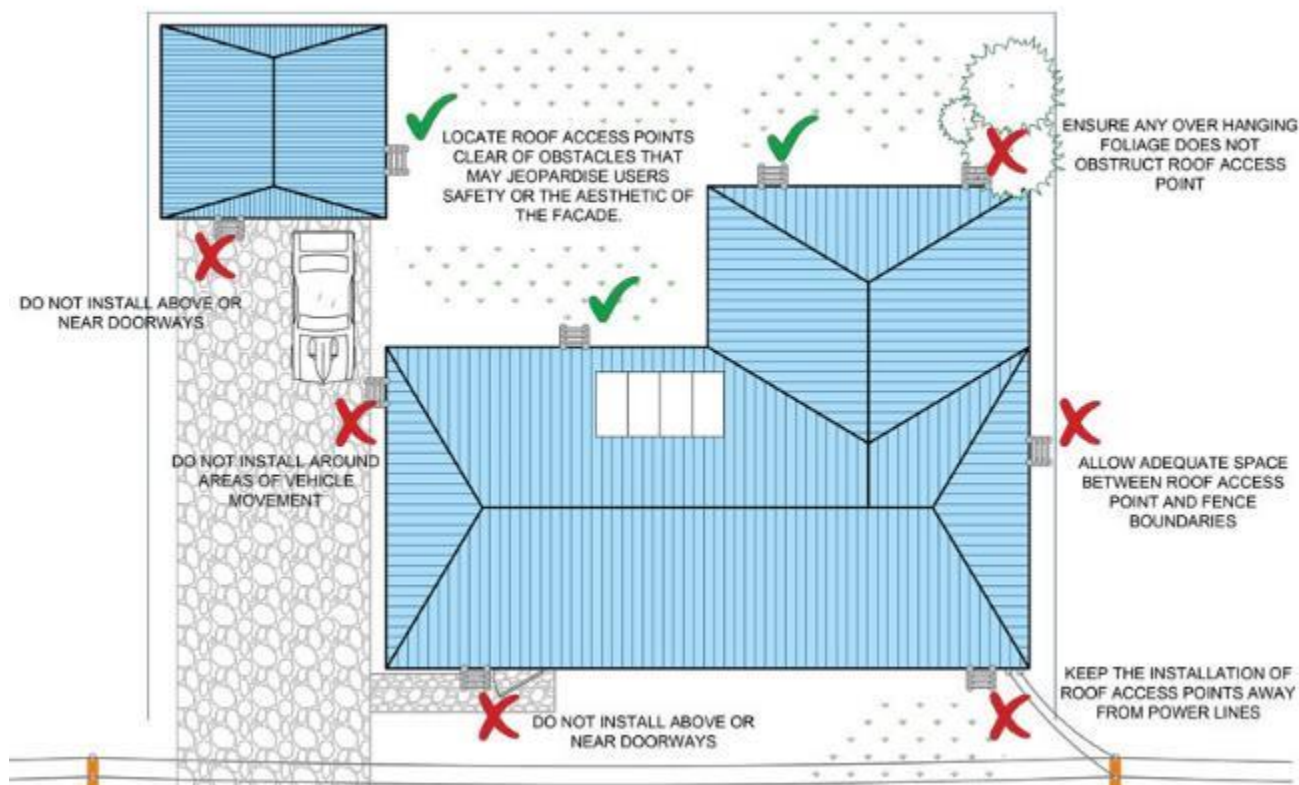 LOCATE ROOF ACCESS POINTS
CLEAR OF OBSTACLES THAT
MAY JEOPARDISE USERS
SAFETY OR THE AESTHETIC OF
THE FACADE.
ENSURE ANY OVER HANGING
FOLIAGE DOES NOT
OBSTRUCT ROOF ACCESS
POINT
DO NOT INSTALL ABOVE OR
NEAR DOORWAYS
DO NOT INSTALL AROUND
AREAS OF VEHICLE
MOVEMENT
ALLOW ADEQUATE SPACE
BETWEEN ROOF ACCESS
POINT AND FENCE
BOUNDARIES
KEEP THE INSTALLATION OF
ROOF ACCESS POINTS AWAY
FROM POWER LINES
DO NOT INSTALL ABOVE OR
NEAR DOORWAYS